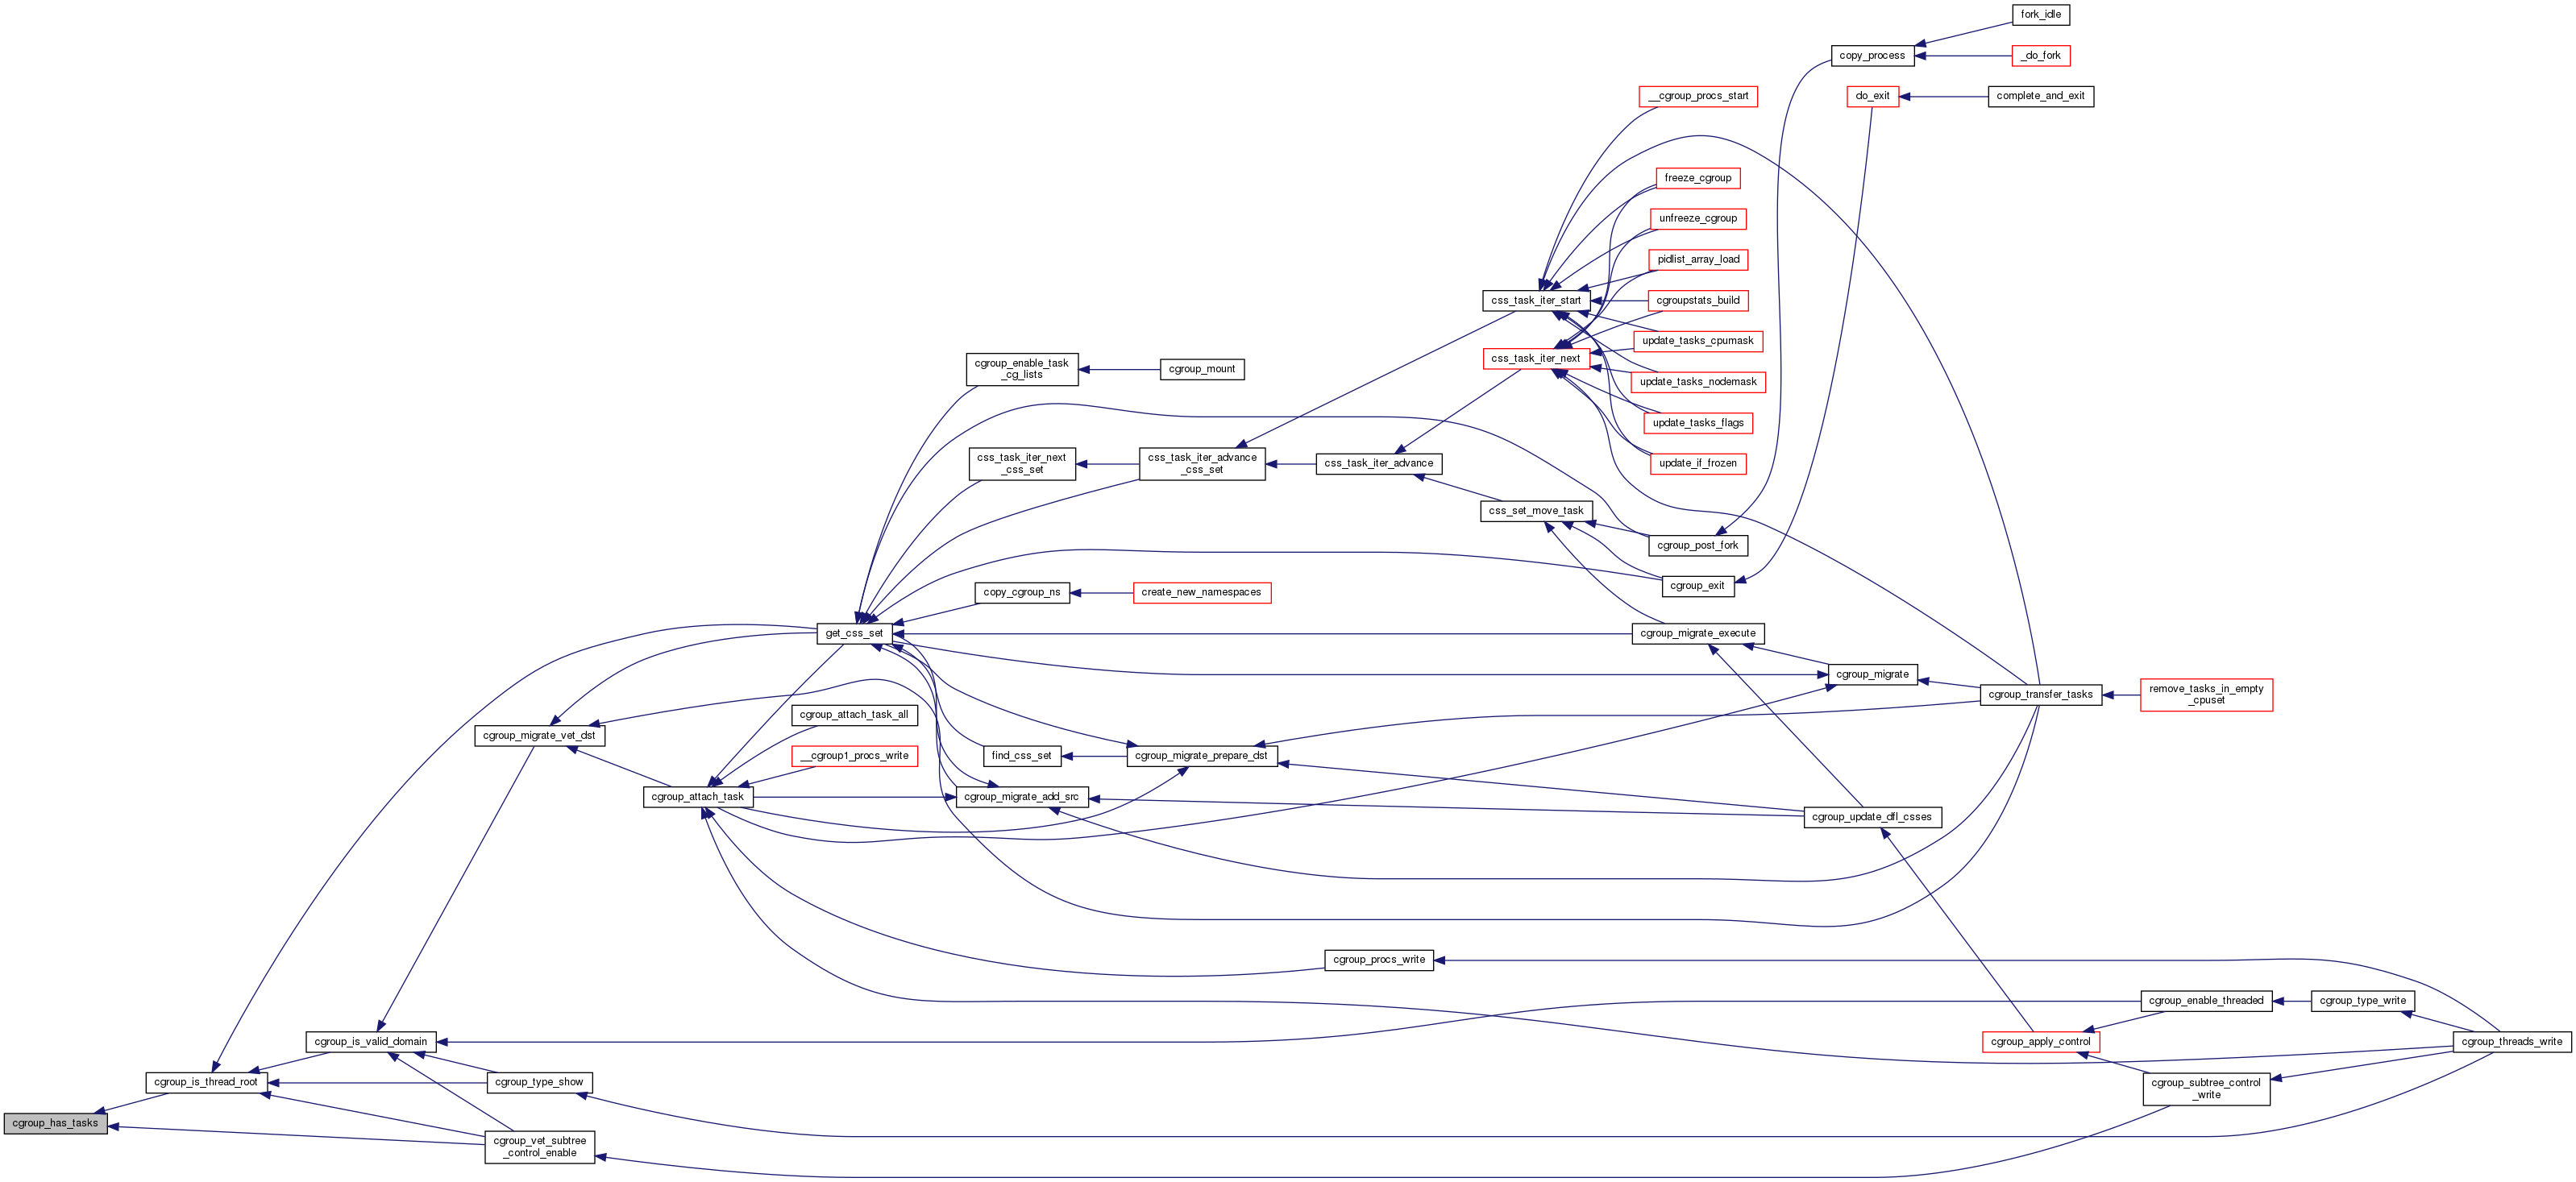 fork_idle
copy_process
_do_fork
__cgroup_procs_start
do_exit
complete_and_exit
freeze_cgroup
unfreeze_cgroup
pidlist_array_load
css_task_iter_start
cgroupstats_build
update_tasks_cpumask
css_task_iter_next
cgroup_enable_task
_cg_lists
cgroup_mount
update_tasks_nodemask
update_tasks_flags
css_task_iter_next
_css_set
css_task_iter_advance
_css_set
css_task_iter_advance
update_if_frozen
css_set_move_task
cgroup_post_fork
cgroup_exit
copy_cgroup_ns
create_new_namespaces
get_css_set
cgroup_migrate_execute
cgroup_migrate
cgroup_transfer_tasks
remove_tasks_in_empty
_cpuset
cgroup_attach_task_all
cgroup_migrate_vet_dst
__cgroup1_procs_write
find_css_set
cgroup_migrate_prepare_dst
cgroup_attach_task
cgroup_migrate_add_src
cgroup_update_dfl_csses
cgroup_procs_write
cgroup_enable_threaded
cgroup_type_write
cgroup_is_valid_domain
cgroup_apply_control
cgroup_threads_write
cgroup_is_thread_root
cgroup_type_show
cgroup_subtree_control
_write
cgroup_has_tasks
cgroup_vet_subtree
_control_enable